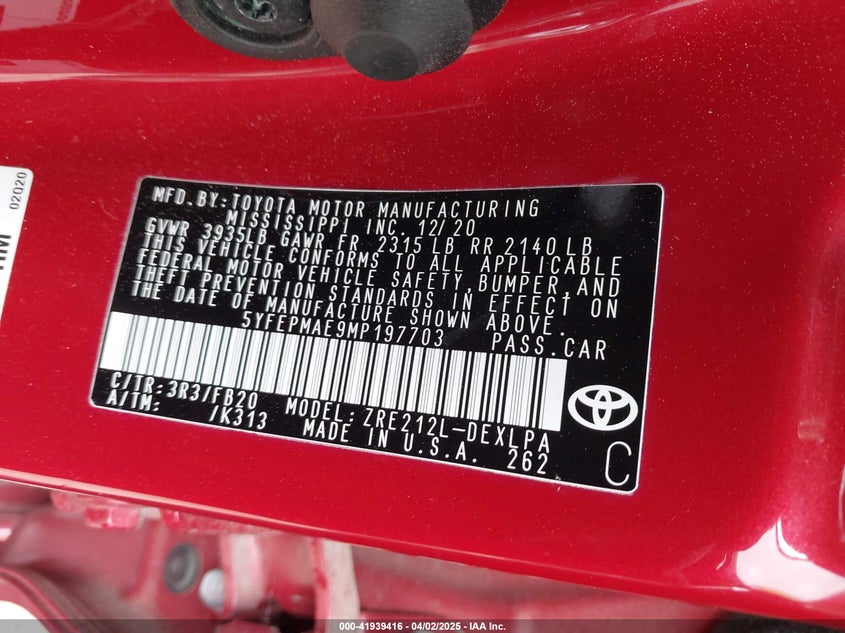 02020
MFD.BY:TOYOTA MOTOR MANUFACTURING
MISSISSIPPI INC. 12/20
GVWR 3935LB GAWR FR 2315 LB RR 2140 LB
THIS VEHICLE CONFORMS TO ALL APPLICABLE
FEDERAL MOTOR VEHICLE SAFETY,BUMPER,AND
THEFT PREVENTION STANDARDS IN EFFECT ON
THE DATE OF MANUFACTURE SHOWN ABOVE.
5YFEPMAE9MP197703 PASS.CAR
C/TR:3R3/FB20 MODEL:ZRE212L-DEXLPA
A/TM: /K313 MADE IN U.S.A. 262
C
000-41939416 - 04/02/2025 - IAA Inc.